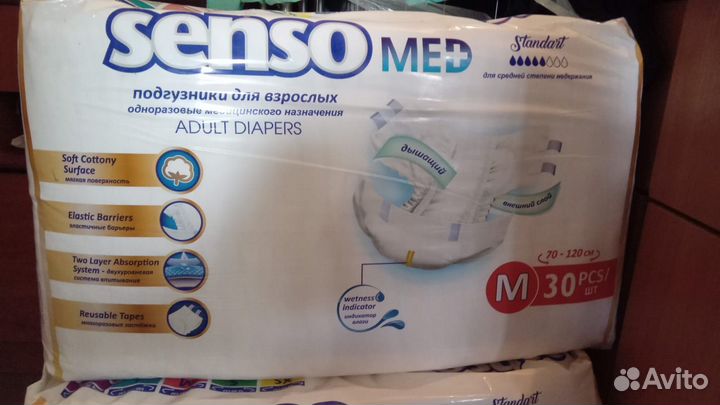 senso MED
Standart
для средней степени недержания
подгузники для взрослых
одноразовые медицинского назначения
ADULT DIAPERS
Soft Cottony
Surface
мягкая поверхность
Elastic Barriers
эластичные барьеры
Two Layer Absorption
System - двухуровневая
система впитывания
Reusable Tapes
многоразовые застёжки
дышащий
внешний слой
wetness
indicator
индикатор
влаги
70 - 120 см
M 30 PCS/
ШТ
Standart
Avito